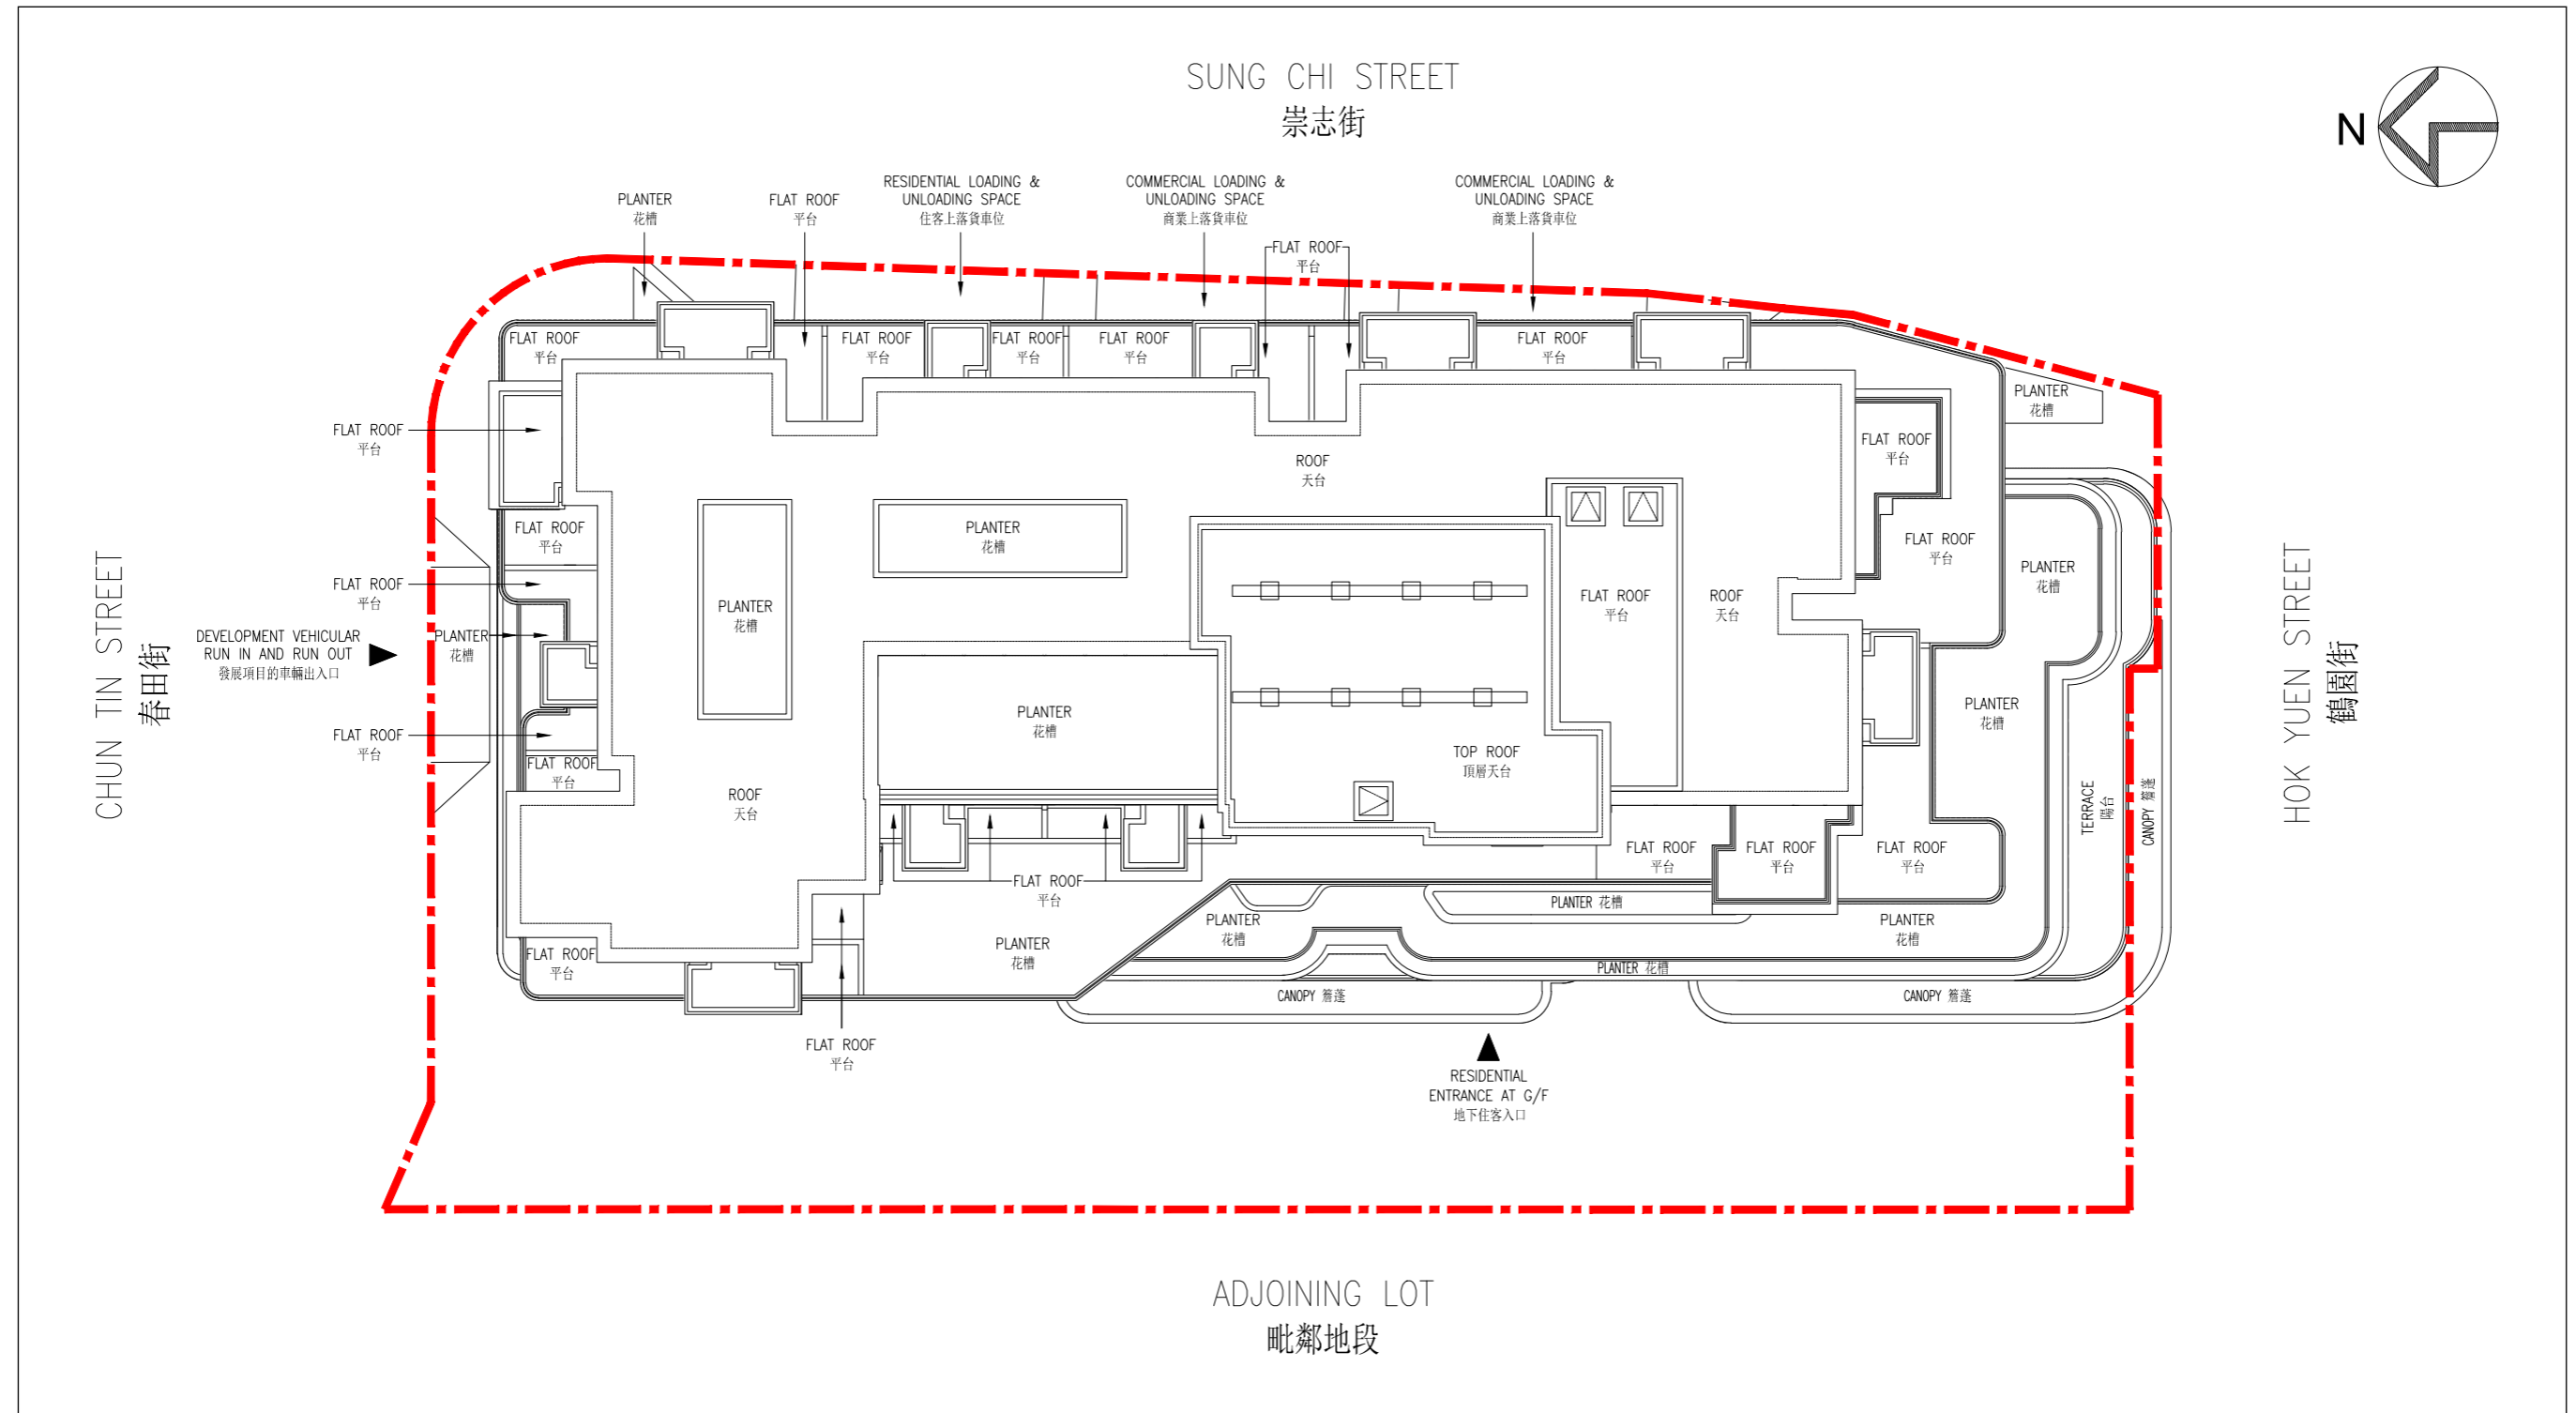 SUNG CHI STREET
崇志街
N
RESIDENTIAL LOADING &
UNLOADING SPACE
住客上落貨車位
COMMERCIAL LOADING &
UNLOADING SPACE
商業上落貨車位
COMMERCIAL LOADING &
UNLOADING SPACE
商業上落貨車位
PLANTER
花槽
FLAT ROOF
平台
FLAT ROOF
平台
FLAT ROOF
平台
FLAT ROOF
平台
FLAT ROOF
平台
FLAT ROOF
平台
FLAT ROOF
平台
PLANTER
花槽
FLAT ROOF
平台
FLAT ROOF
平台
ROOF
天台
FLAT ROOF
平台
PLANTER
花槽
FLAT ROOF
平台
PLANTER
花槽
FLAT ROOF
平台
PLANTER
花槽
FLAT ROOF
平台
ROOF
天台
PLANTER
花槽
CHUN TIN STREET
春田街
DEVELOPMENT VEHICULAR
RUN IN AND RUN OUT
發展項目的車輛出入口
PLANTER
花槽
HOK YUEN STREET
鶴園街
PLANTER
花槽
PLANTER
花槽
FLAT ROOF
平台
FLAT ROOF
平台
TOP ROOF
頂層天台
ROOF
天台
TERRACE
陽台
CANOPY 簷蓬
FLAT ROOF
平台
FLAT ROOF
平台
FLAT ROOF
平台
FLAT ROOF
平台
PLANTER 花槽
PLANTER
花槽
PLANTER
花槽
PLANTER
花槽
FLAT ROOF
平台
PLANTER 花槽
CANOPY 簷蓬
CANOPY 簷蓬
FLAT ROOF
平台
RESIDENTIAL
ENTRANCE AT G/F
地下住客入口
ADJOINING LOT
毗鄰地段